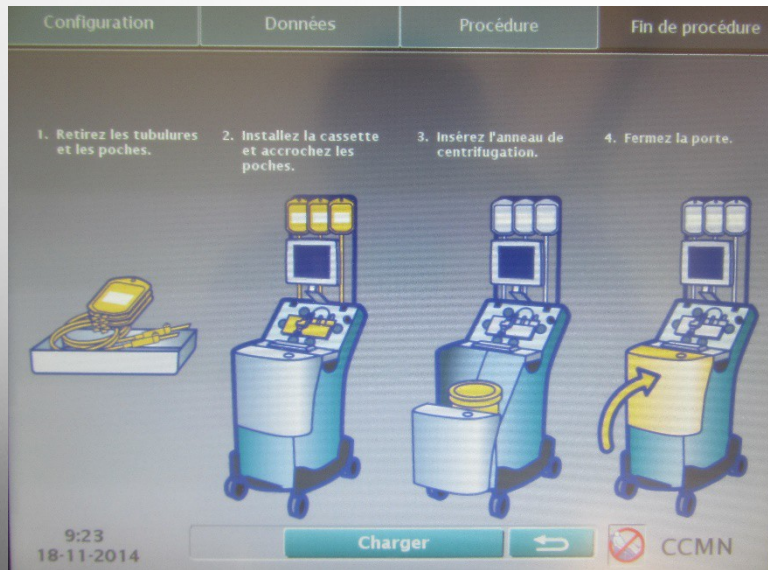 Configuration
Données
Procédure
Fin de procédure
1. Retirez les tubulures
et les poches.
2. Installez la cassette
et accrochez les
poches.
3. Insérez l'anneau de
centrifugation.
4. Fermez la porte.
9:23
18-11-2014
Charger
CCMN